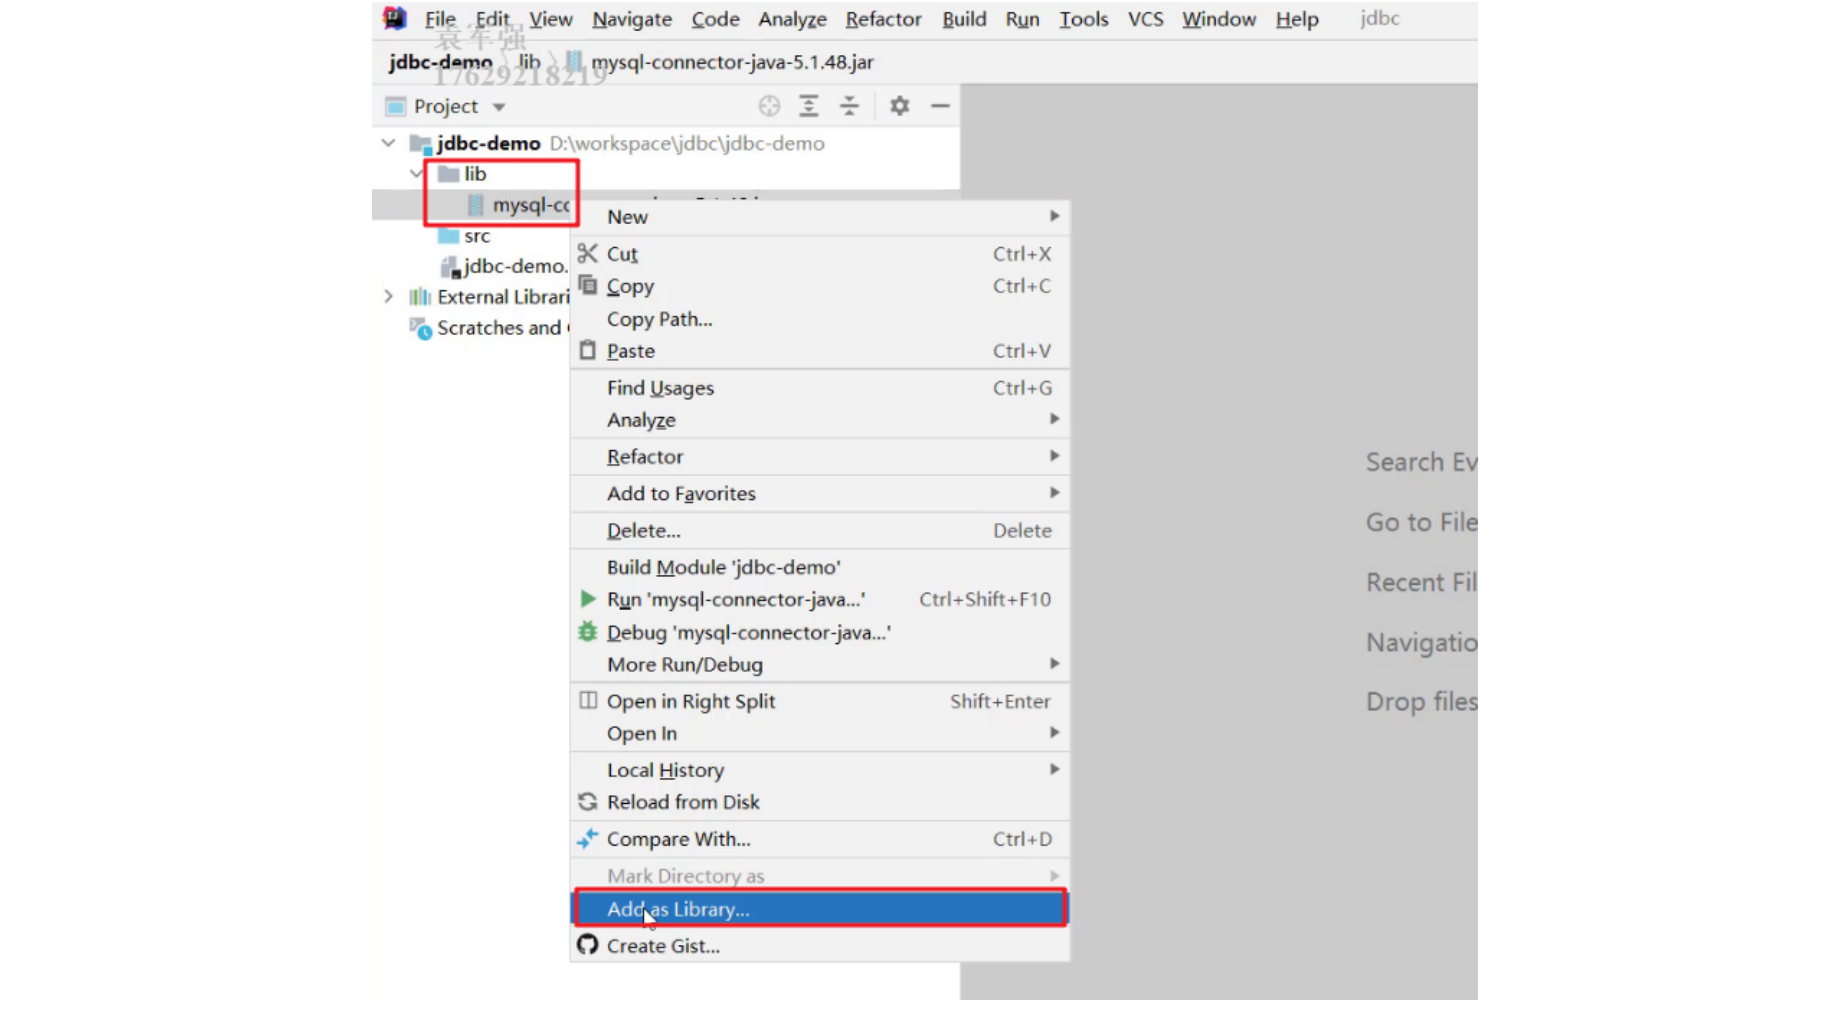 File Edit View Navigate Code Analyze Refactor Build Run Tools VCS Window Help jdbc
袁军强
jdbc-demo lib mysql-connector-java-5.1.48.jar
17629218219
Project
jdbc-demo D:\workspace\jdbc\jdbc-demo
lib
mysql-co
New
src
Cut Ctrl+X
jdbc-demo.
Copy Ctrl+C
External Librari
Copy Path...
Scratches and
Paste Ctrl+V
Find Usages Ctrl+G
Analyze
Refactor
Search Ev
Add to Favorites
Go to File
Delete... Delete
Build Module 'jdbc-demo'
Recent Fil
Run 'mysql-connector-java...' Ctrl+Shift+F10
Debug 'mysql-connector-java...'
Navigatio
More Run/Debug
Open in Right Split Shift+Enter
Drop files
Open In
Local History
Reload from Disk
Compare With... Ctrl+D
Mark Directory as
Add as Library...
Create Gist...